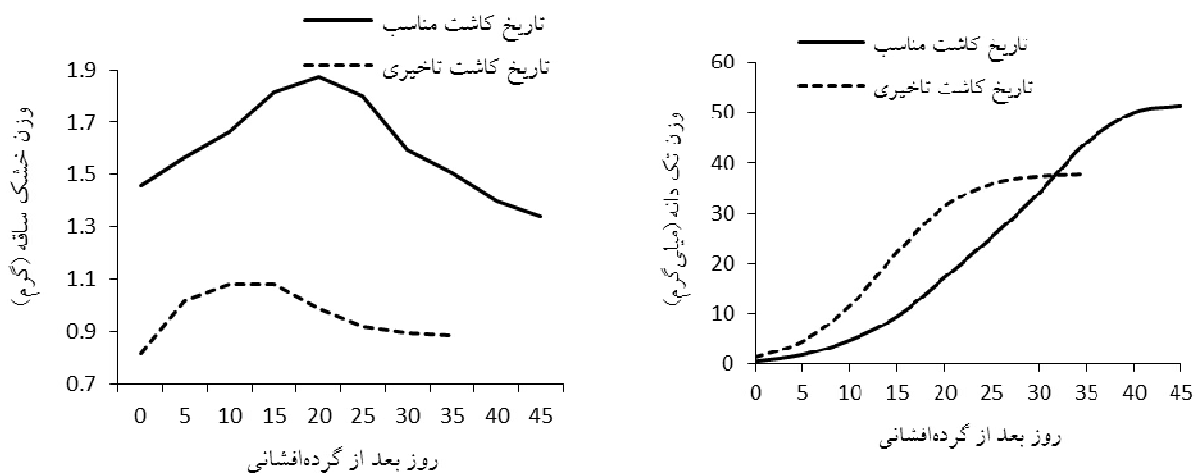 تاریخ کاشت مناسب
تاریخ کاشت تاخیری
وزن خشک ساقه (گرم)
1.9
1.7
1.5
1.3
1.1
0.9
0.7
0 5 10 15 20 25 30 35 40 45
روز بعد از گرده‌افشانی
تاریخ کاشت مناسب
تاریخ کاشت تاخیری
وزن تک دانه (میلی‌گرم)
60
50
40
30
20
10
0
0 5 10 15 20 25 30 35 40 45
روز بعد از گرده‌افشانی